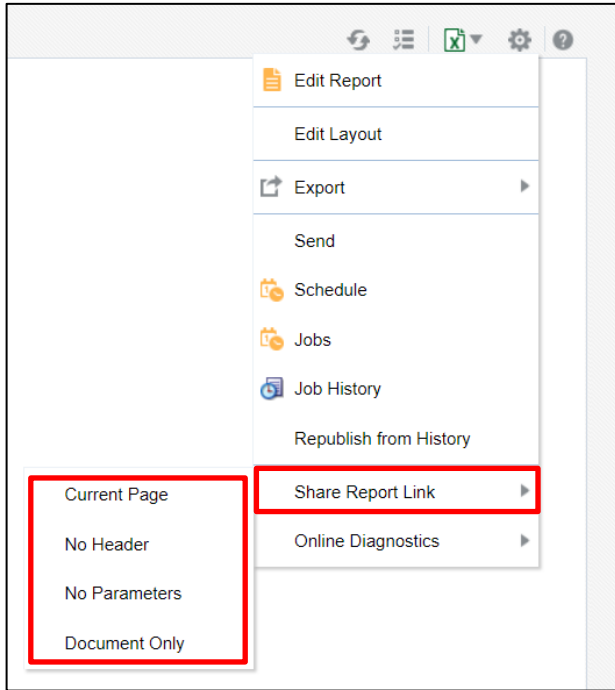 Edit Report
Edit Layout
Export
Send
Schedule
Jobs
Job History
Republish from History
Share Report Link
Online Diagnostics
Current Page
No Header
No Parameters
Document Only